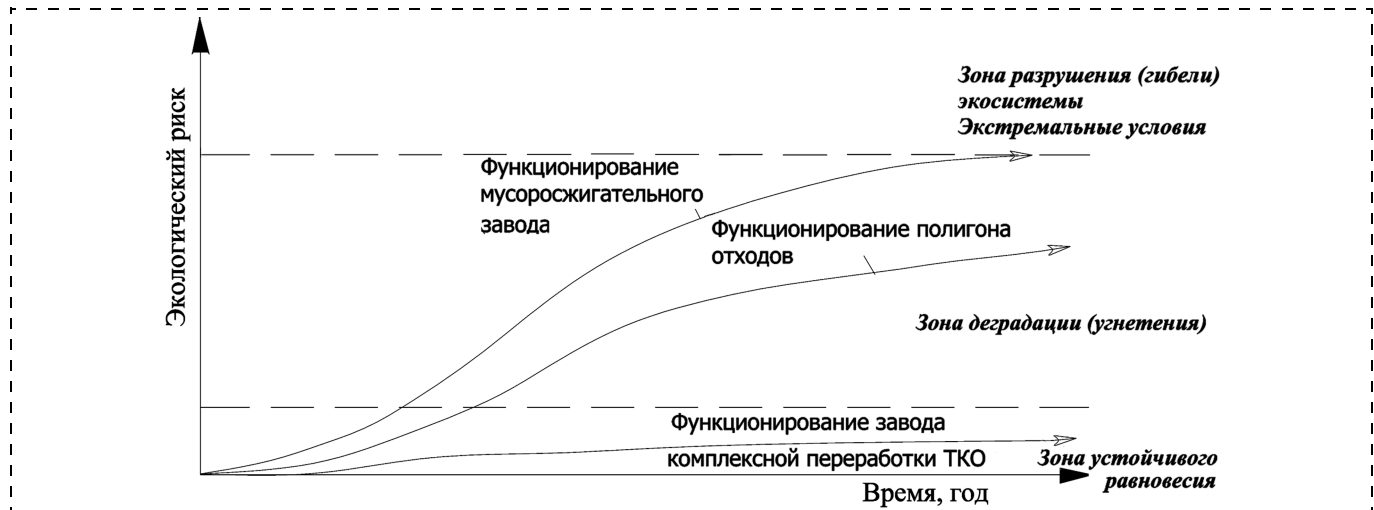 Экологический риск
Зона разрушения (гибели)
экосистемы
Экстремальные условия
Функционирование
мусоросжигательного
завода
Функционирование полигона
отходов
Зона деградации (угнетения)
Функционирование завода
комплексной переработки ТКО
Зона устойчивого
равновесия
Время, год